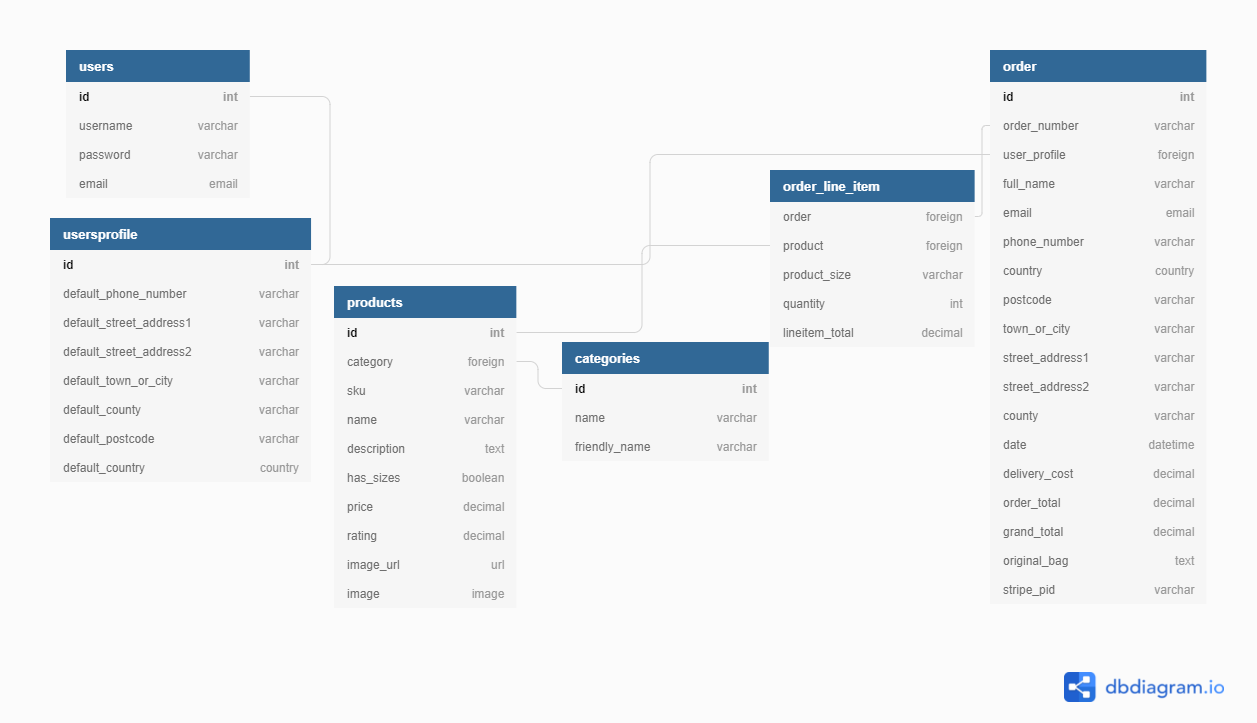 users
id int
username varchar
password varchar
email email
usersprofile
id int
default_phone_number varchar
default_street_address1 varchar
default_street_address2 varchar
default_town_or_city varchar
default_county varchar
default_postcode varchar
default_country country
products
id int
category foreign
sku varchar
name varchar
description text
has_sizes boolean
price decimal
rating decimal
image_url url
image image
categories
id int
name varchar
friendly_name varchar
order_line_item
order foreign
product foreign
product_size varchar
quantity int
lineitem_total decimal
order
id int
order_number varchar
user_profile foreign
full_name varchar
email email
phone_number varchar
country country
postcode varchar
town_or_city varchar
street_address1 varchar
street_address2 varchar
county varchar
date datetime
delivery_cost decimal
order_total decimal
grand_total decimal
original_bag text
stripe_pid varchar
dbdiagram.io